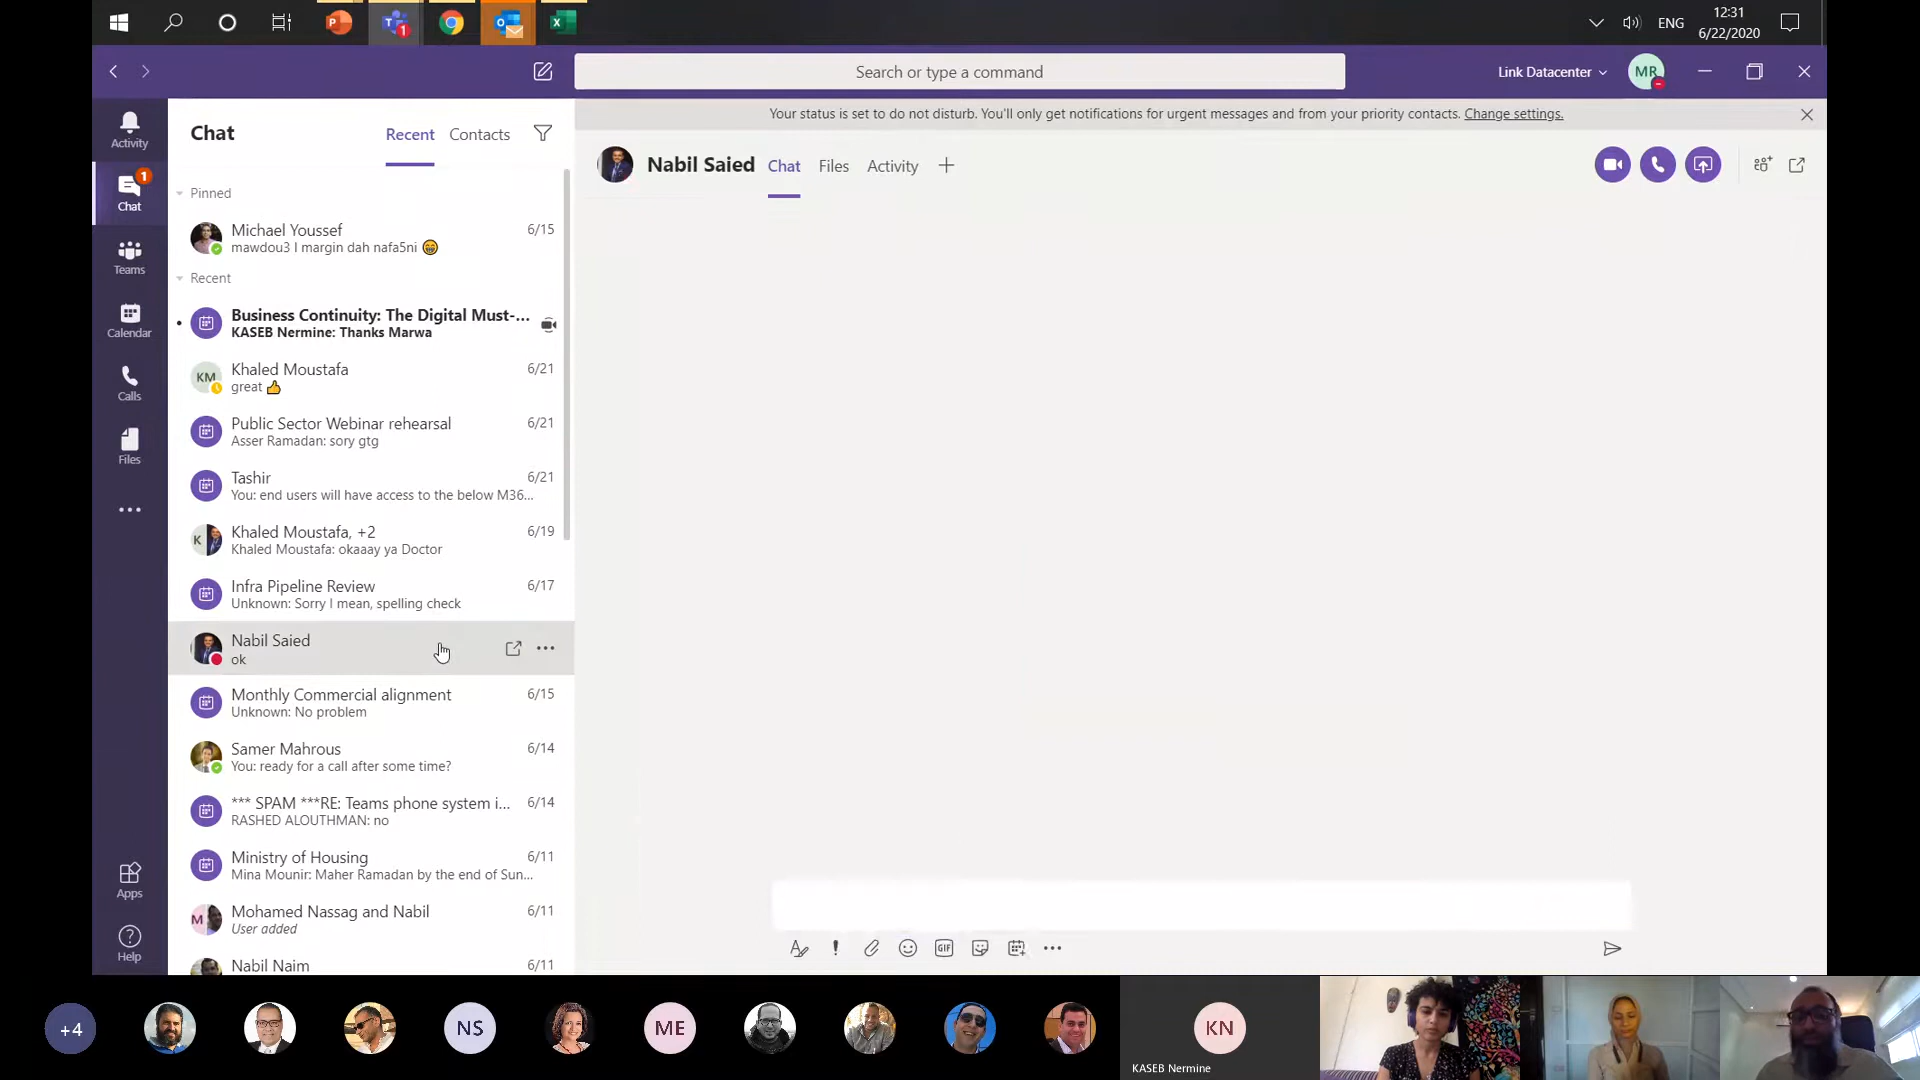 ENG
12:31
6/22/2020
Search or type a command
Link Datacenter
MR
Your status is set to do not disturb. You'll only get notifications for urgent messages and from your priority contacts. Change settings.
Activity
1
Chat
Teams
Calendar
Calls
Files
Apps
Help
Chat
Recent
Contacts
Pinned
Michael Youssef
6/15
mawdou3 l margin dah nafa5ni
Recent
Business Continuity: The Digital Must-...
KASEB Nermine: Thanks Marwa
KM
Khaled Moustafa
6/21
great
Public Sector Webinar rehearsal
6/21
Asser Ramadan: sory gtg
Tashir
6/21
You: end users will have access to the below M36...
K
Khaled Moustafa, +2
6/19
Khaled Moustafa: okaaay ya Doctor
Infra Pipeline Review
6/17
Unknown: Sorry I mean, spelling check
Nabil Saied
ok
Monthly Commercial alignment
6/15
Unknown: No problem
Samer Mahrous
6/14
You: ready for a call after some time?
*** SPAM ***RE: Teams phone system i...
6/14
RASHED ALOUTHMAN: no
Ministry of Housing
6/11
Mina Mounir: Maher Ramadan by the end of Sun...
M
Mohamed Nassag and Nabil
6/11
User added
Nabil Naim
6/11
Nabil Saied
Chat
Files
Activity
GIF
+4
NS
ME
KN
KASEB Nermine